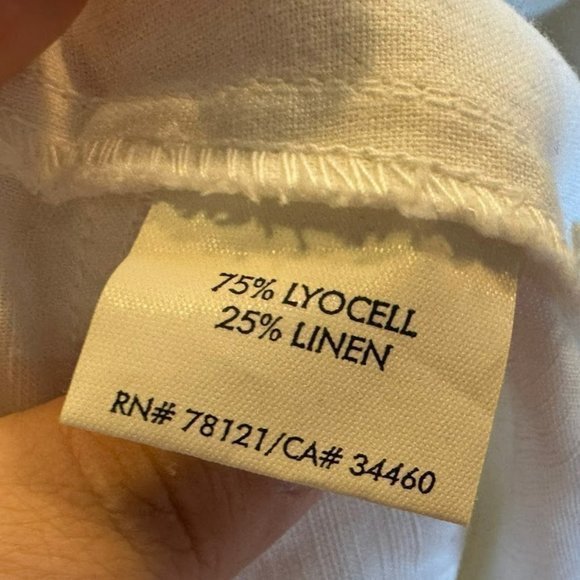 75% LYOCELL
25% LINEN
RN# 78121/CA# 34460